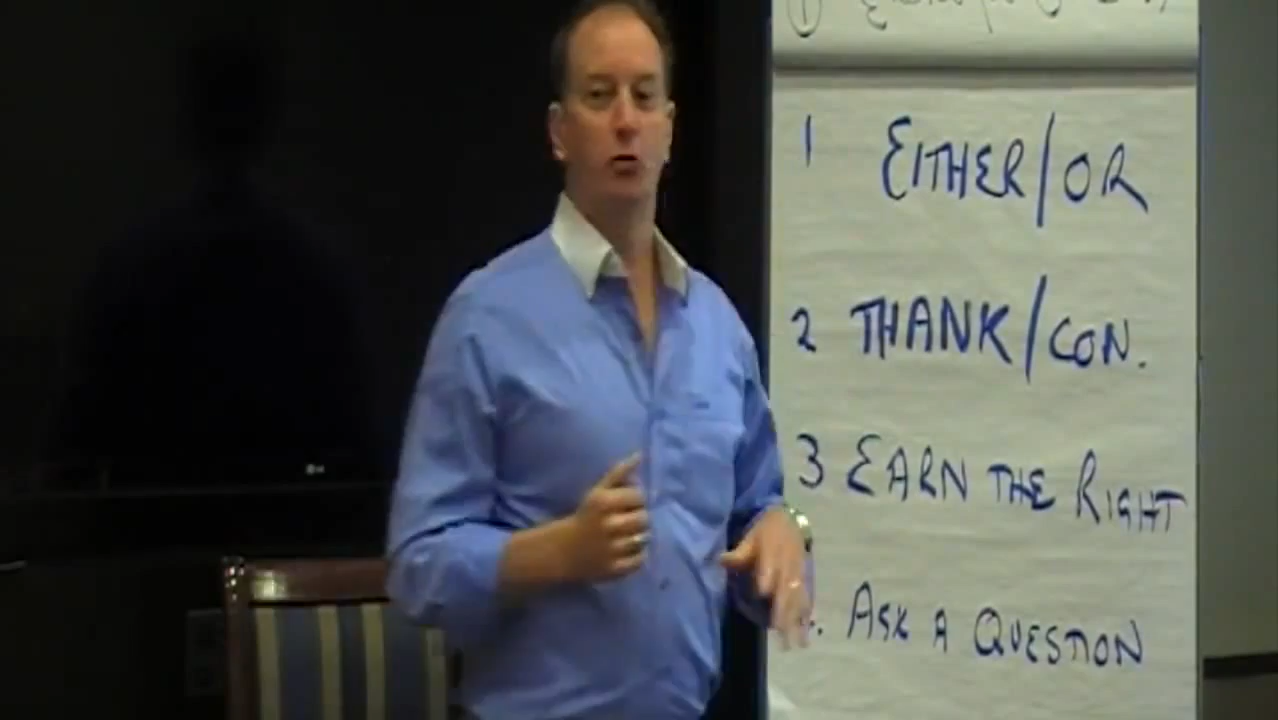 1 EITHER/OR
2 THANK/CON.
3 EARN THE RIGHT
. ASK A QUESTION